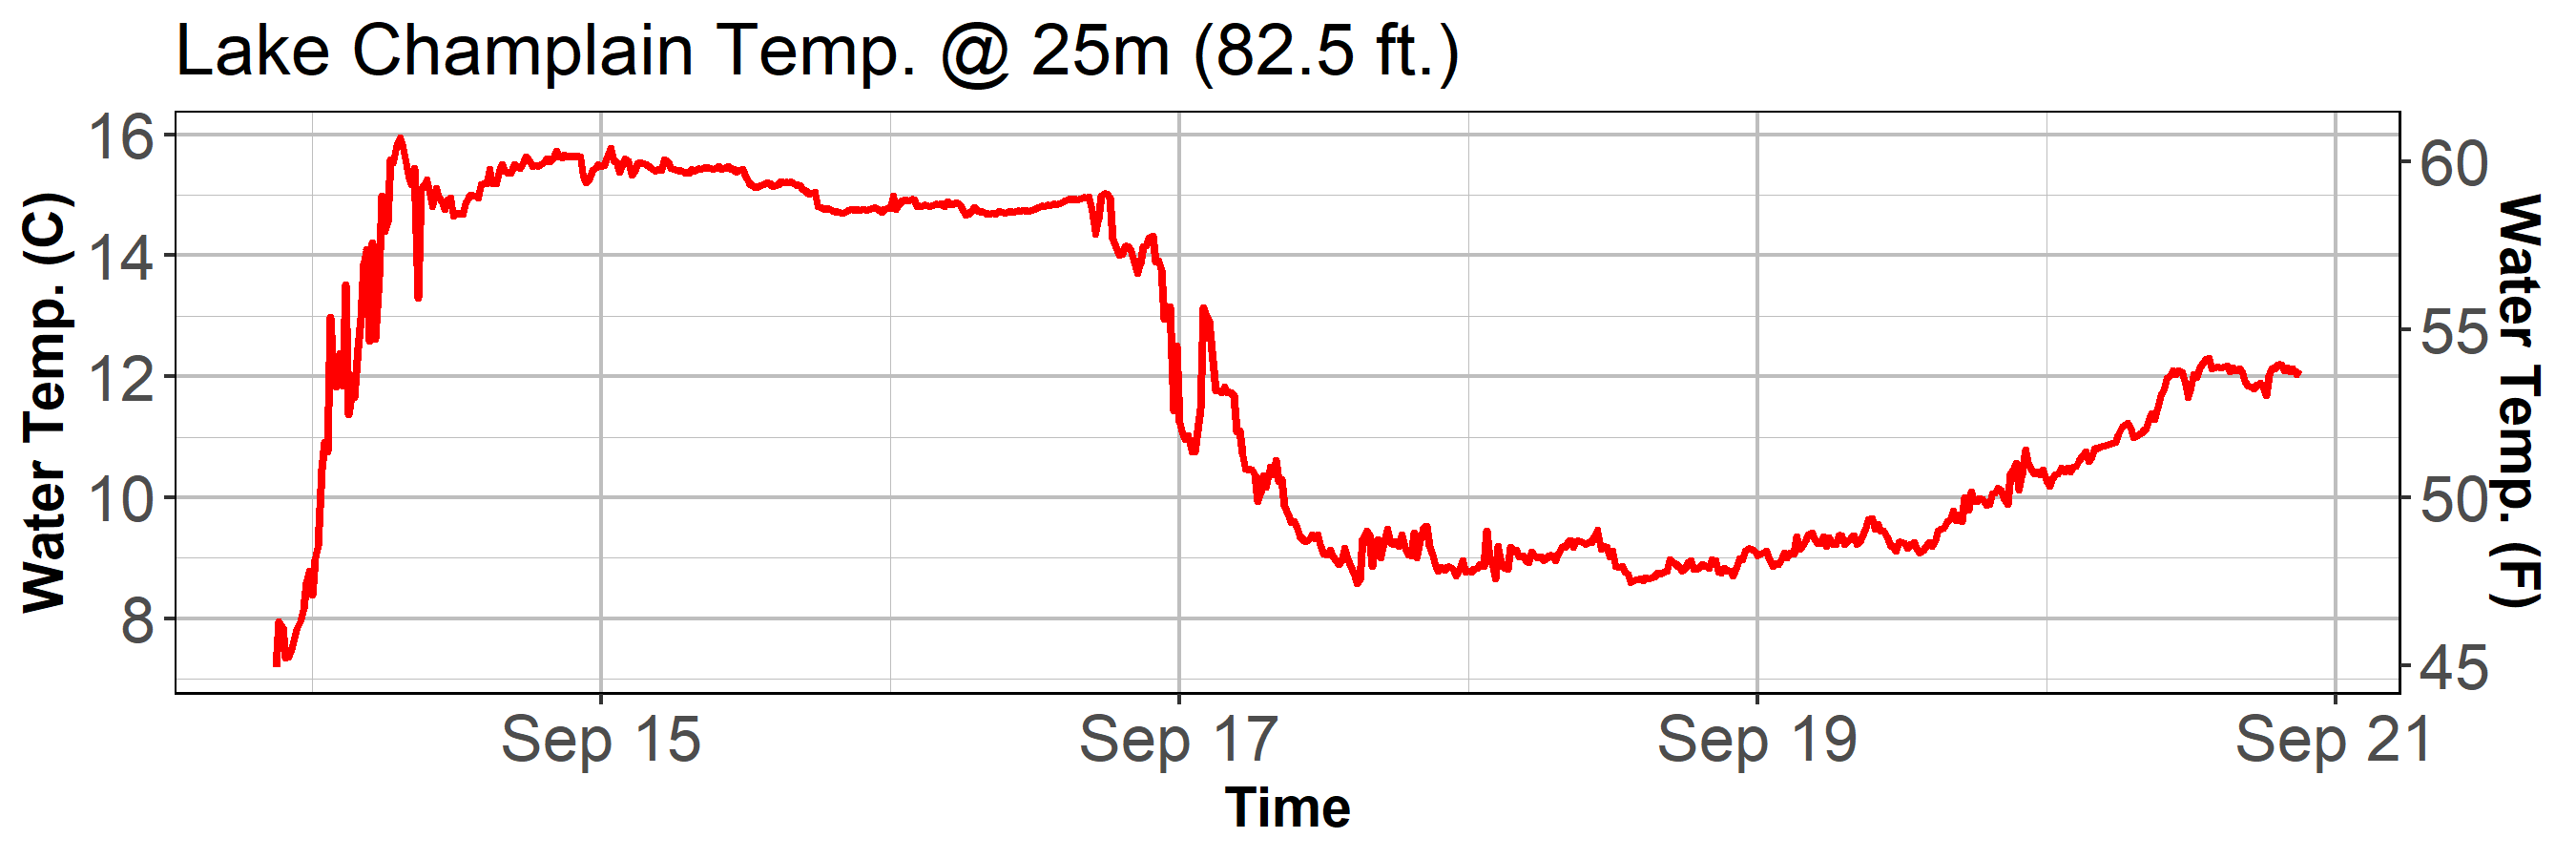 Lake Champlain Temp. @ 25m (82.5 ft.)
Water Temp. (C)
16
14
12
10
8
60
55
50
45
Water Temp. (F)
Sep 15 Sep 17 Sep 19 Sep 21
Time